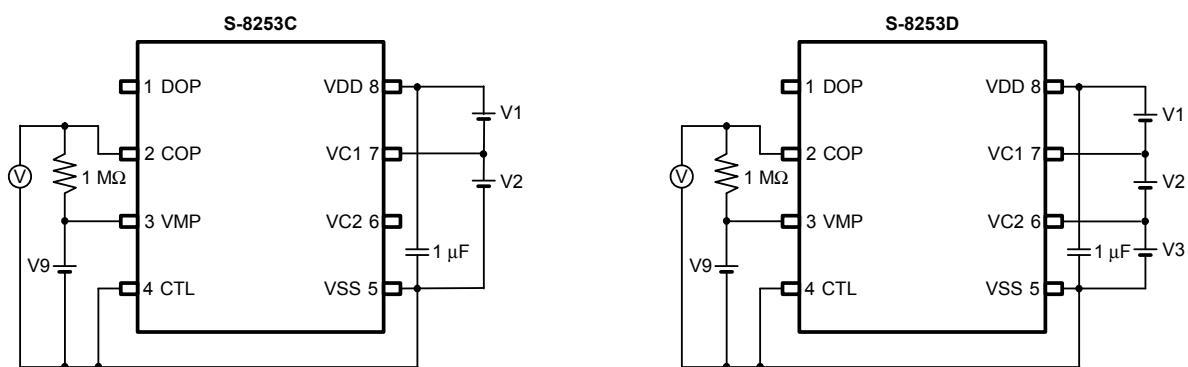 S-8253C
1 DOP
VDD 8
V1
2 COP
VC1 7
V
1 MΩ
V2
3 VMP
VC2 6
V9
1 μF
4 CTL
VSS 5
S-8253D
1 DOP
VDD 8
V1
2 COP
VC1 7
V
1 MΩ
V2
3 VMP
VC2 6
V9
1 μF
V3
4 CTL
VSS 5